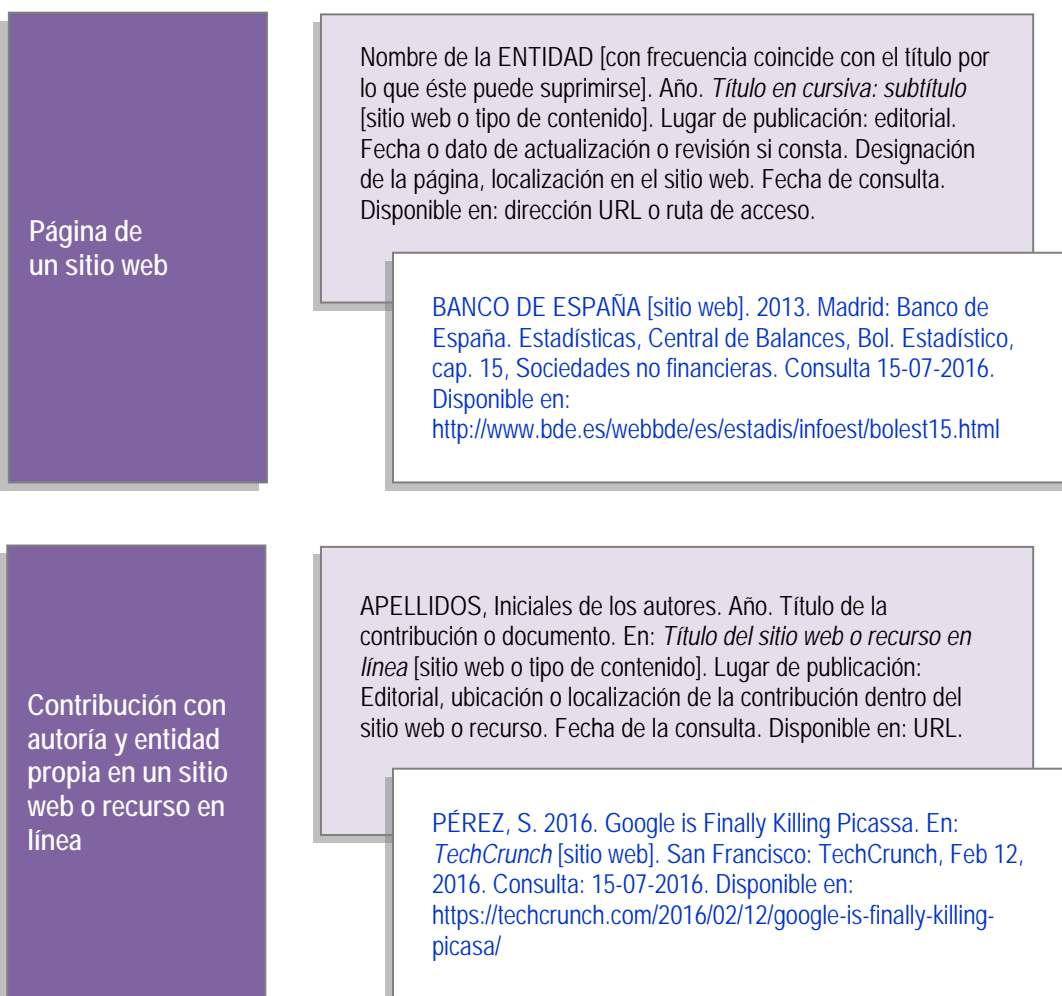 Página de
un sitio web
Nombre de la ENTIDAD [con frecuencia coincide con el título por
lo que éste puede suprimirse]. Año. Título en cursiva: subtítulo
[sitio web o tipo de contenido]. Lugar de publicación: editorial.
Fecha o dato de actualización o revisión si consta. Designación
de la página, localización en el sitio web. Fecha de consulta.
Disponible en: dirección URL o ruta de acceso.
BANCO DE ESPAÑA [sitio web]. 2013. Madrid: Banco de
España. Estadísticas, Central de Balances, Bol. Estadístico,
cap. 15, Sociedades no financieras. Consulta 15-07-2016.
Disponible en:
http://www.bde.es/webbde/es/estadis/infoest/bolest15.html
Contribución con
autoría y entidad
propia en un sitio
web o recurso en
línea
APELLIDOS, Iniciales de los autores. Año. Título de la
contribución o documento. En: Título del sitio web o recurso en
línea [sitio web o tipo de contenido]. Lugar de publicación:
Editorial, ubicación o localización de la contribución dentro del
sitio web o recurso. Fecha de la consulta. Disponible en: URL.
PÉREZ, S. 2016. Google is Finally Killing Picassa. En:
TechCrunch [sitio web]. San Francisco: TechCrunch, Feb 12,
2016. Consulta: 15-07-2016. Disponible en:
https://techcrunch.com/2016/02/12/google-is-finally-killing-
picasa/